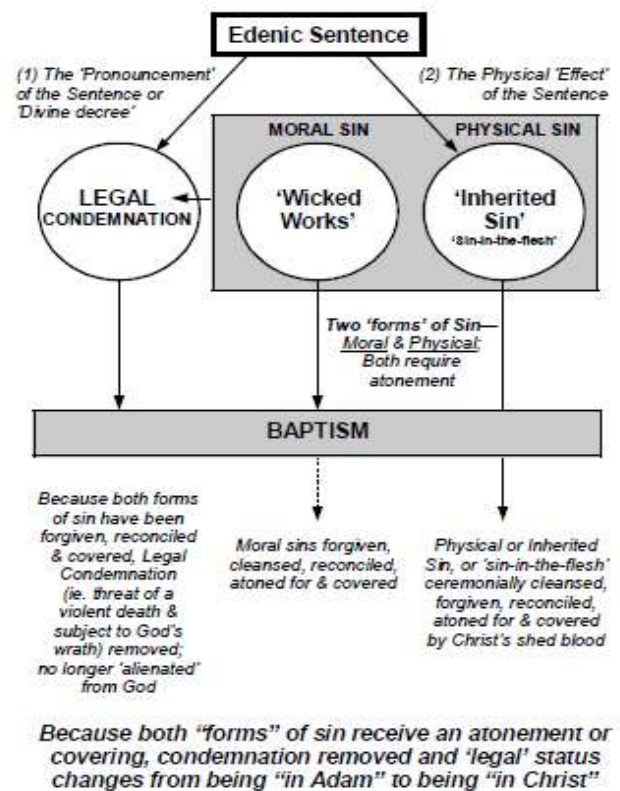 Edenic Sentence
(1) The 'Pronouncement'
of the Sentence or
'Divine decree'
(2) The Physical 'Effect'
of the Sentence
MORAL SIN
PHYSICAL SIN
LEGAL
CONDEMNATION
'Wicked
Works'
'Inherited
Sin'
'Sin-in-the-flesh'
Two 'forms' of Sin—
Moral & Physical;
Both require
atonement
BAPTISM
Because both forms
of sin have been
forgiven, reconciled
& covered, Legal
Condemnation
(ie. threat of a
violent death &
subject to God's
wrath) removed;
no longer 'alienated'
from God
Moral sins forgiven,
cleansed, reconciled,
atoned for & covered
Physical or Inherited
Sin, or 'sin-in-the-flesh'
ceremonially cleansed,
forgiven, reconciled,
atoned for & covered
by Christ's shed blood
Because both "forms" of sin receive an atonement or
covering, condemnation removed and 'legal' status
changes from being "in Adam" to being "in Christ"